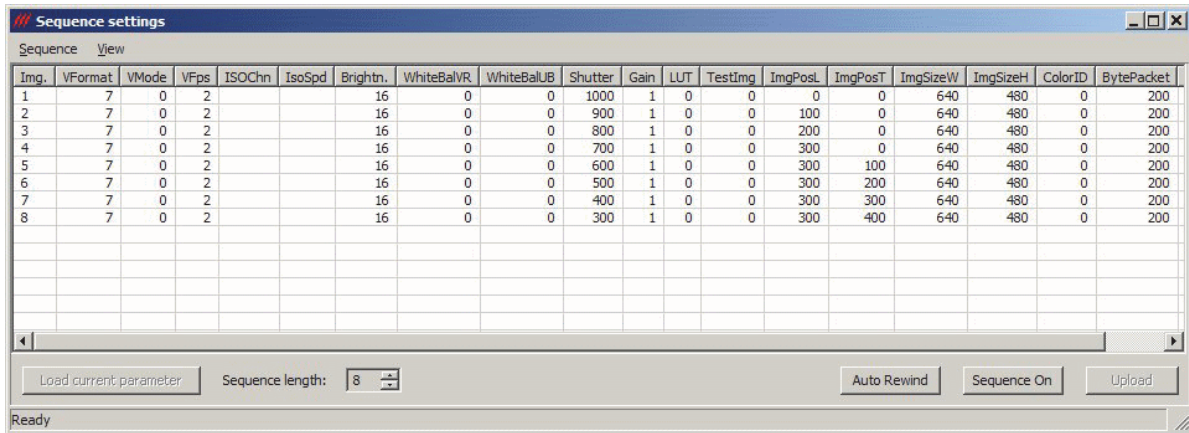 Sequence settings
Sequence View
Img. VFormat VMode VFps ISOChn IsoSpd Brightn. WhiteBalVR WhiteBalUB Shutter Gain LUT TestImg ImgPosL ImgPosT ImgSizeW ImgSizeH ColorID BytePacket
1 7 0 2 16 0 0 1000 1 0 0 0 0 640 480 0 200
2 7 0 2 16 0 0 900 1 0 0 100 0 640 480 0 200
3 7 0 2 16 0 0 800 1 0 0 200 0 640 480 0 200
4 7 0 2 16 0 0 700 1 0 0 300 0 640 480 0 200
5 7 0 2 16 0 0 600 1 0 0 300 100 640 480 0 200
6 7 0 2 16 0 0 500 1 0 0 300 200 640 480 0 200
7 7 0 2 16 0 0 400 1 0 0 300 300 640 480 0 200
8 7 0 2 16 0 0 300 1 0 0 300 400 640 480 0 200
Load current parameter Sequence length: 8 Auto Rewind Sequence On Upload
Ready